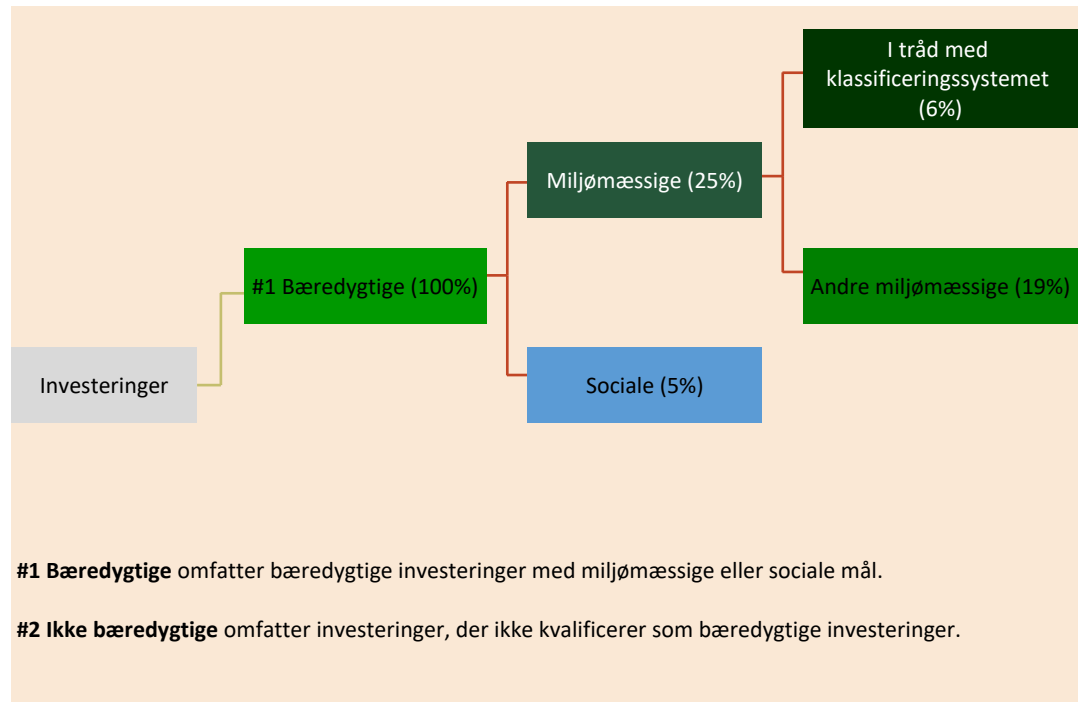 I tråd med
klassificeringssystemet
(6%)
Miljømæssige (25%)
#1 Bæredygtige (100%)
Andre miljømæssige (19%)
Investeringer
Sociale (5%)
#1 Bæredygtige omfatter bæredygtige investeringer med miljømæssige eller sociale mål.
#2 Ikke bæredygtige omfatter investeringer, der ikke kvalificerer som bæredygtige investeringer.